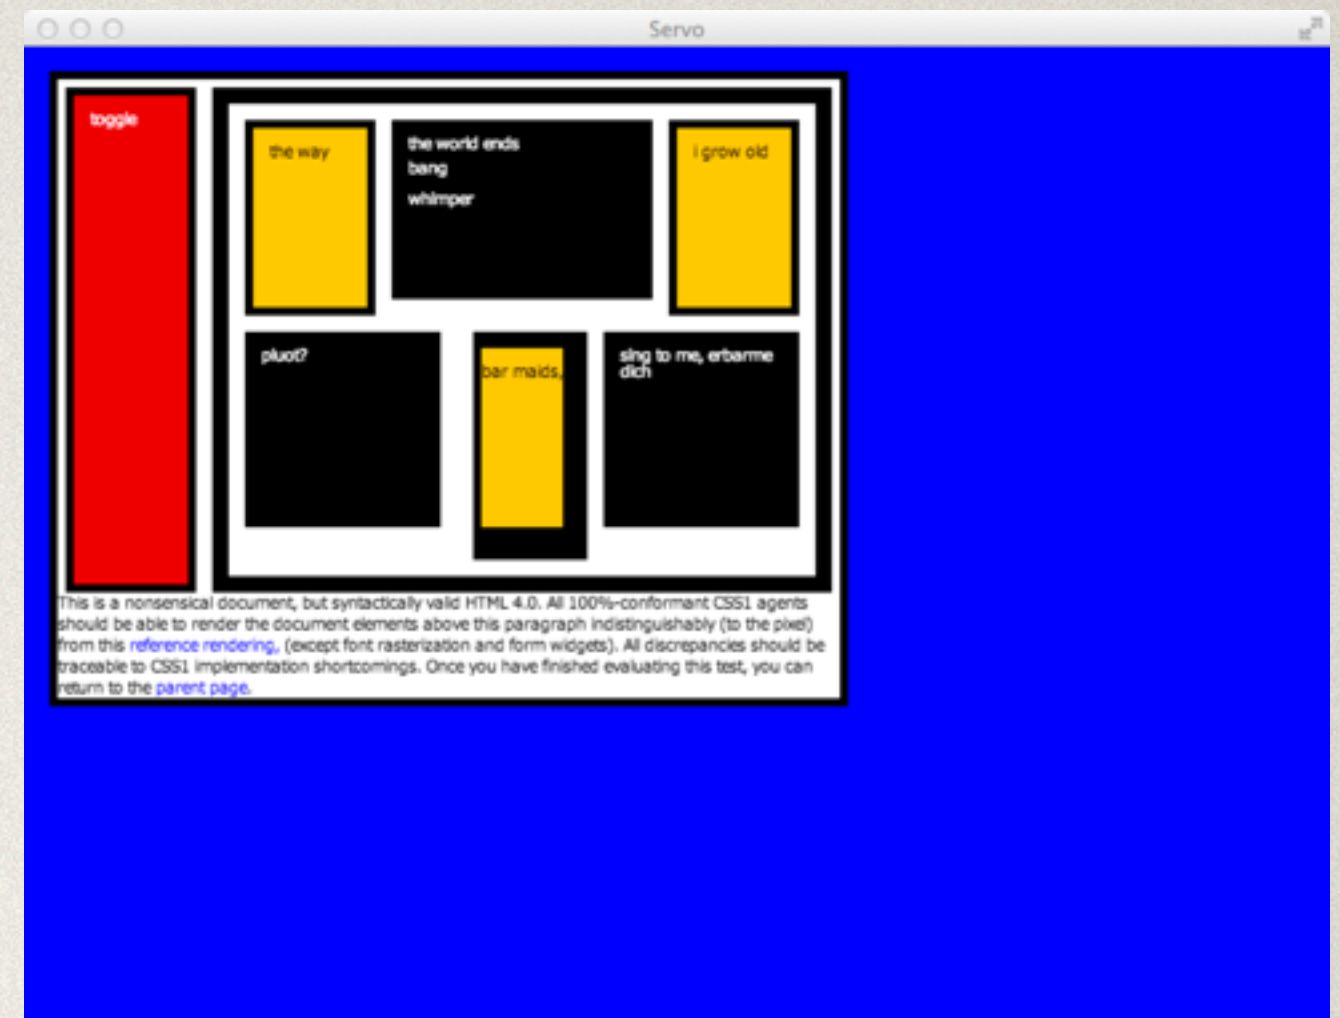 Servo
toggle
the way
the world ends
bang
whimper
i grow old
pluot?
bar maids,
sing to me, erbarme
dich
This is a nonsensical document, but syntactically valid HTML 4.0. All 100%-conformant CSS1 agents
should be able to render the document elements above this paragraph indistinguishably (to the pixel)
from this reference rendering, (except font rasterization and form widgets). All discrepancies should be
traceable to CSS1 implementation shortcomings. Once you have finished evaluating this test, you can
return to the parent page.